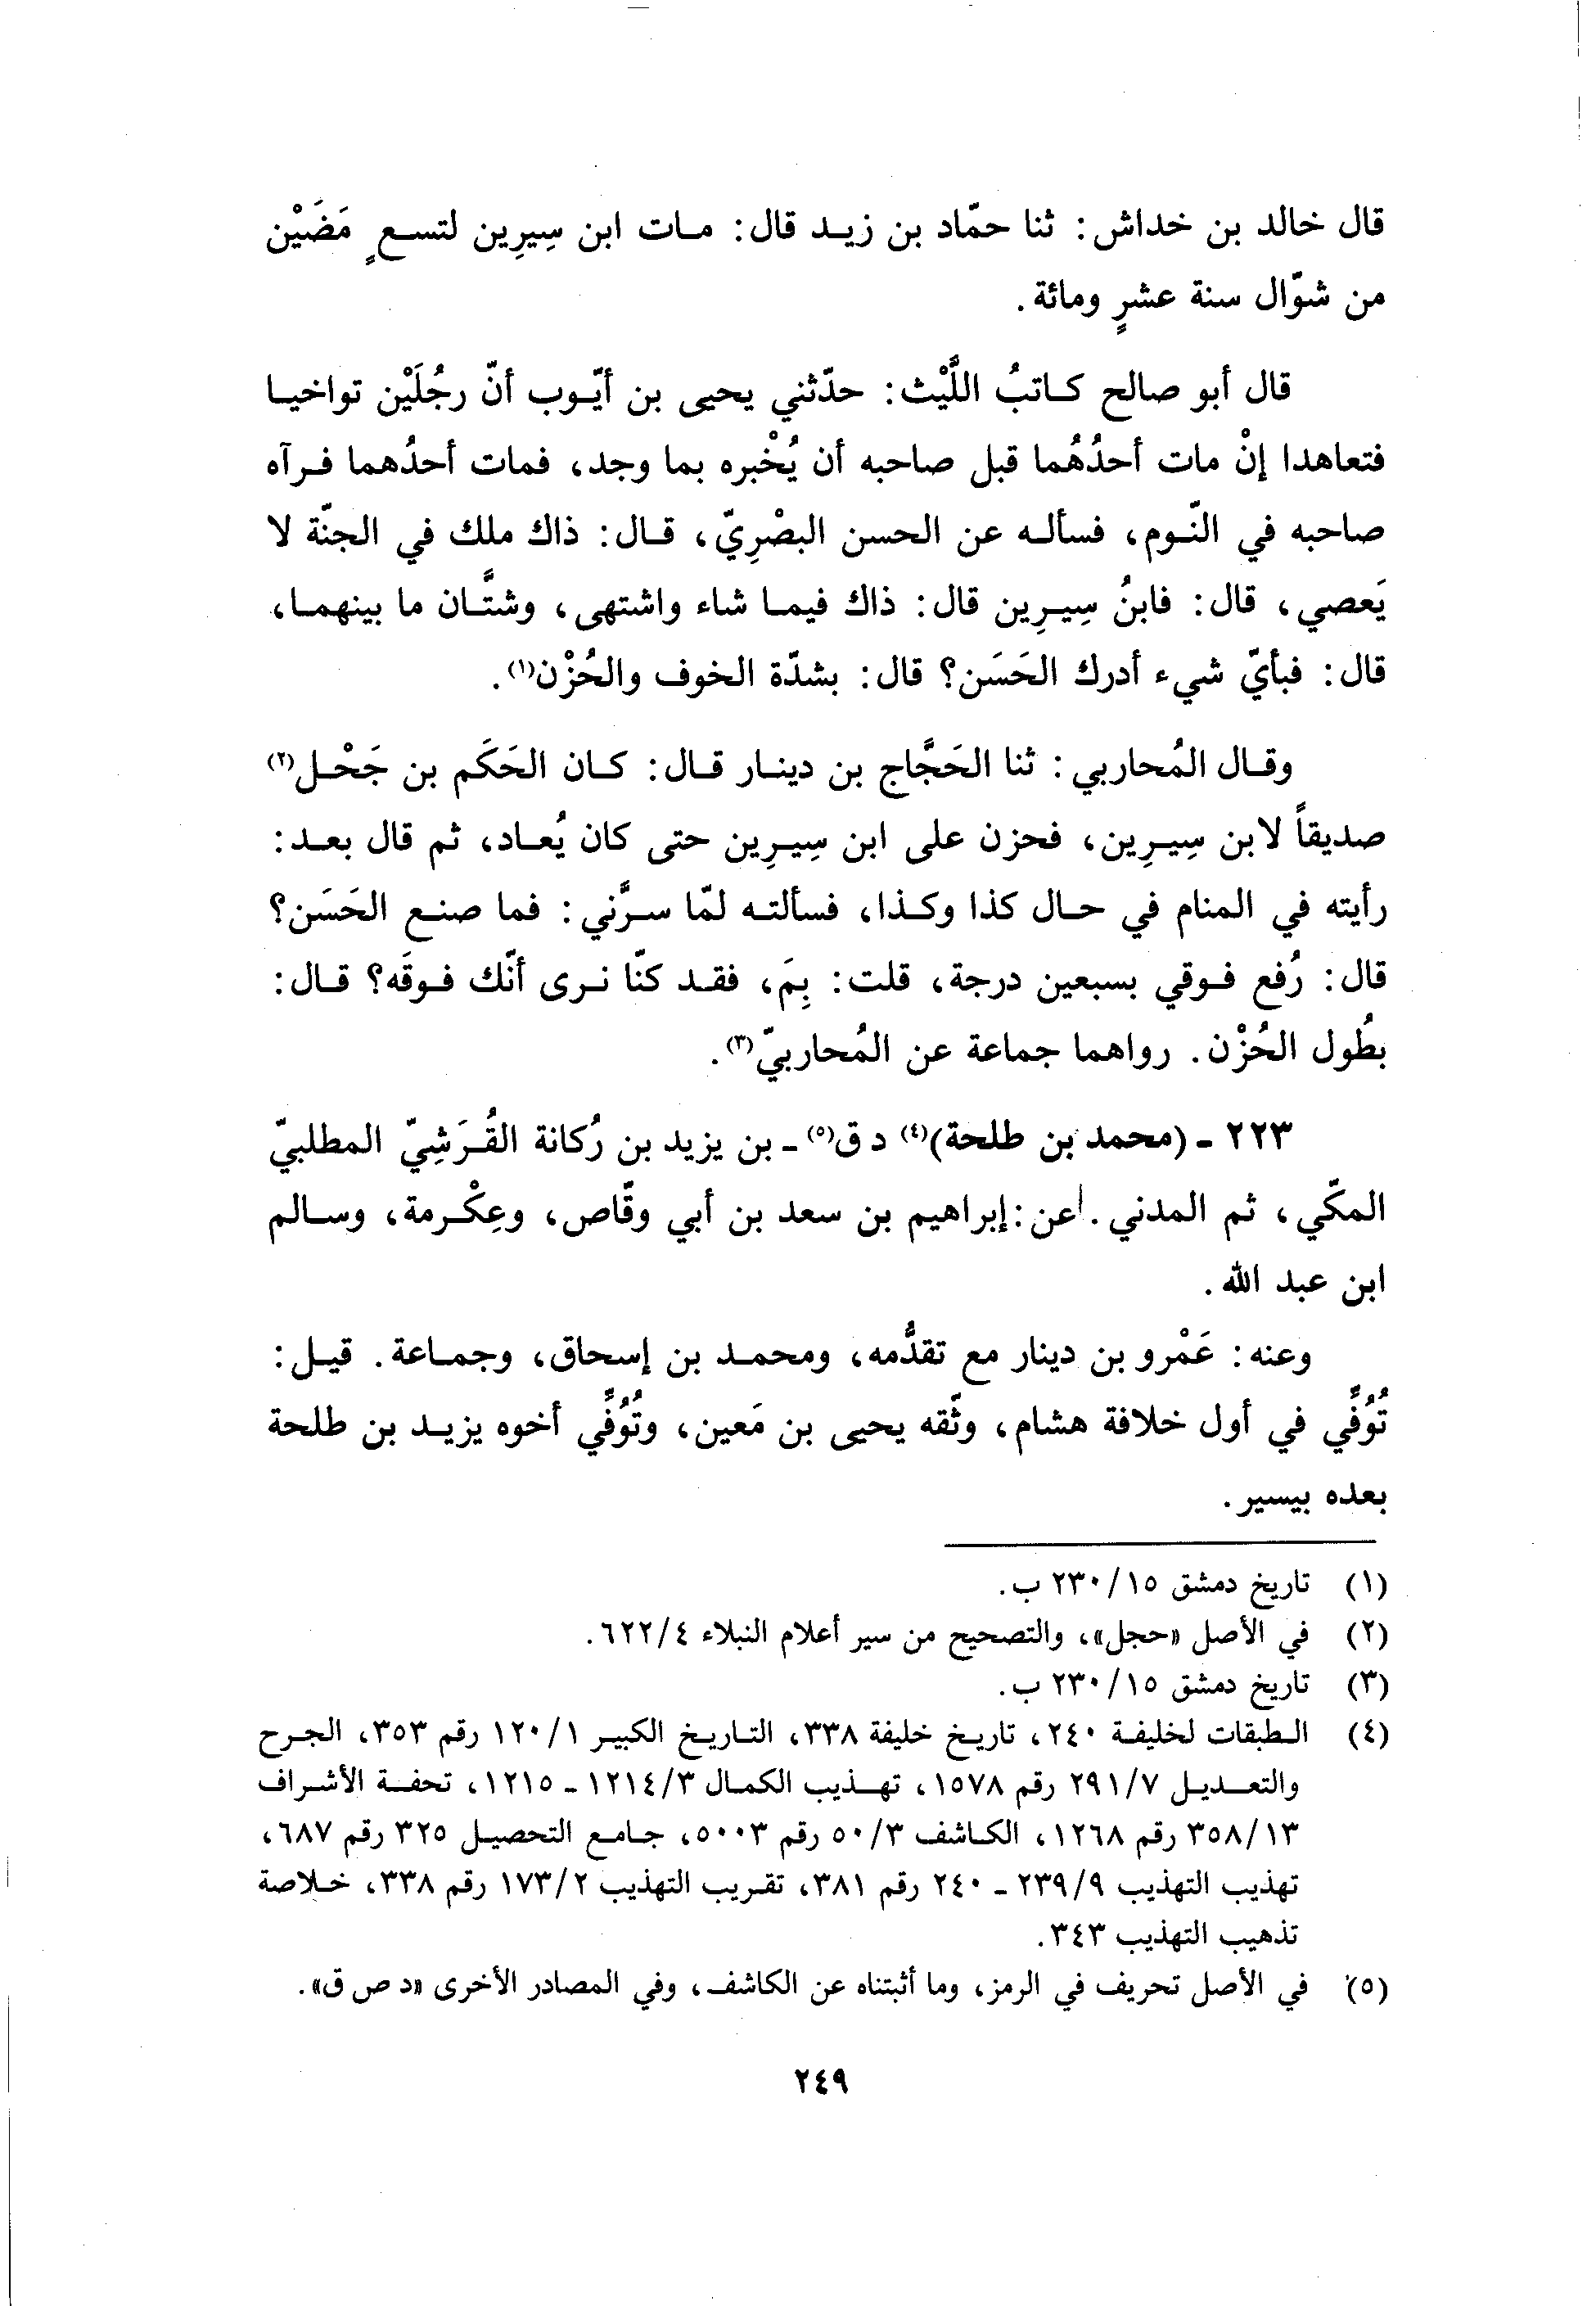 قال خالد بن خداش: ثنا حمّاد بن زيد قال: مات ابن سِيرِين لتسعٍ مَضَيْن
من شوّال سنة عشرٍ ومائة.
قال أبو صالح كاتبُ اللَّيْث: حدّثني يحيى بن أيّوب أنّ رجُلَيْن تواخيا
فتعاهدا إنْ مات أحدُهُما قبل صاحبه أن يُخْبره بما وجد، فمات أحدُهما فرآه
صاحبه في النّوم، فسأله عن الحسن البصْرِيّ، قال: ذاك ملك في الجنّة لا
يَعصي، قال: فابنُ سِيرِين قال: ذاك فيما شاء واشتهى، وشتَّان ما بينهما،
قال: فبأيّ شيء أدرك الحَسَن؟ قال: بشدّة الخوف والحُزْن(١).
وقال المُحاربي: ثنا الحَجَّاج بن دينار قال: كان الحَكَم بن جَحْل(٢)
صديقاً لابن سِيرِين، فحزن على ابن سِيرِين حتى كان يُعاد، ثم قال بعد:
رأيته في المنام في حال كذا وكذا، فسألته لمّا سرَّني: فما صنع الحَسَن؟
قال: رُفع فوقي بسبعين درجة، قلت: بِمَ، فقد كنّا نرى أنّك فوقَه؟ قال:
بطُول الحُزْن. رواهما جماعة عن المُحاربيّ(٣).
٢٢٣ - (محمد بن طلحة)(٤) د ق(٥) - بن يزيد بن رُكانة القُرَشِيّ المطلبيّ
المكّي، ثم المدني. عن: إبراهيم بن سعد بن أبي وقّاص، وعِكْرمة، وسالم
ابن عبد الله.
وعنه: عَمْرو بن دينار مع تقدُّمه، ومحمد بن إسحاق، وجماعة. قيل:
تُوُفِّي في أول خلافة هشام، وثّقه يحيى بن مَعين، وتُوُفِّي أخوه يزيد بن طلحة
بعده بيسير.
(١) تاريخ دمشق ١٥/ ٢٣٠ ب.
(٢) في الأصل «حجل»، والتصحيح من سير أعلام النبلاء ٤/ ٦٢٢.
(٣) تاريخ دمشق ١٥/ ٢٣٠ ب.
(٤) الطبقات لخليفة ٢٤٠، تاريخ خليفة ٣٣٨، التاريخ الكبير ١/ ١٢٠ رقم ٣٥٣، الجرح
والتعديل ٧/ ٢٩١ رقم ١٥٧٨، تهذيب الكمال ٣/ ١٢١٤ - ١٢١٥، تحفة الأشراف
١٣/ ٣٥٨ رقم ١٢٦٨، الكاشف ٣/ ٥٠ رقم ٥٠٠٣، جامع التحصيل ٣٢٥ رقم ٦٨٧،
تهذيب التهذيب ٩/ ٢٣٩ - ٢٤٠ رقم ٣٨١، تقريب التهذيب ٢/ ١٧٣ رقم ٣٣٨، خلاصة
تذهيب التهذيب ٣٤٣.
(٥) في الأصل تحريف في الرمز، وما أثبتناه عن الكاشف، وفي المصادر الأخرى «د ص ق».
٢٤٩